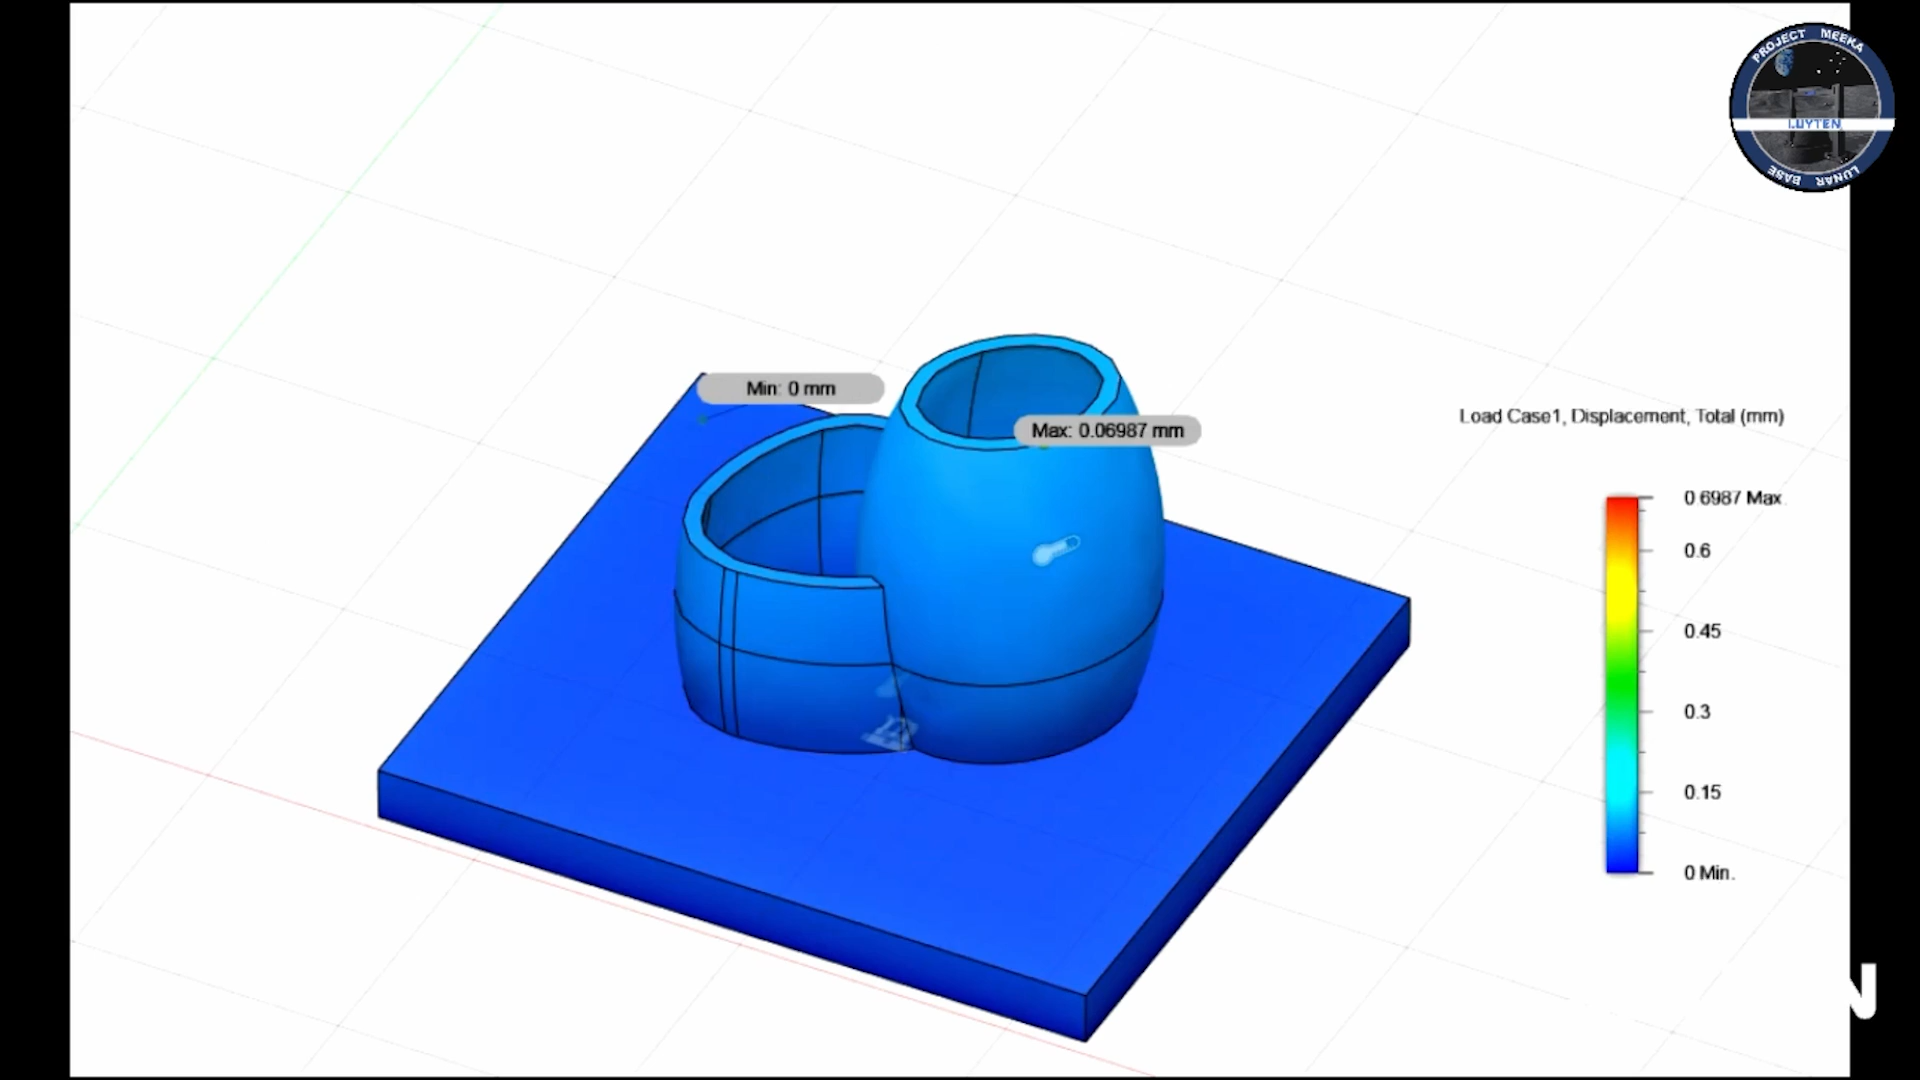 PROJECT MEEKA
LUYTEN
LUNAR BASE
Min: 0 mm
Max: 0.06987 mm
Load Case1, Displacement, Total (mm)
0 6987 Max.
0.6
0.45
0.3
0.15
0 Min.
N